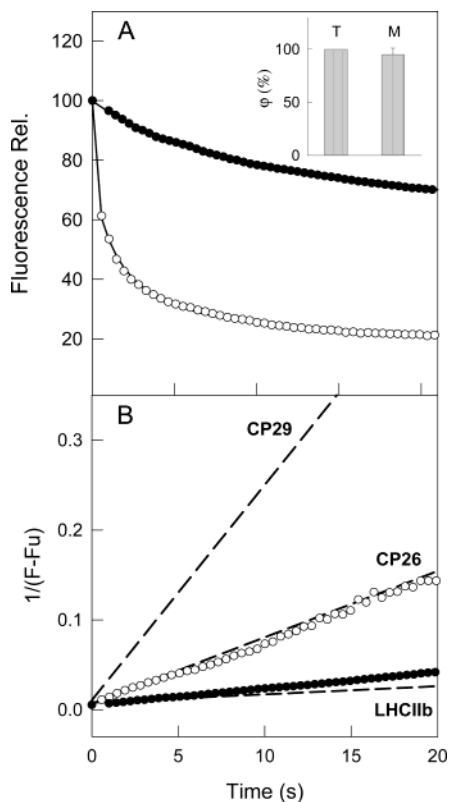 A
T M
φ (%)
100
50
0
Fluorescence Rel.
120
100
80
60
40
20
B
CP29
CP26
LHCIIb
1/(F-Fu)
0.3
0.2
0.1
0.0
0 5 10 15 20
Time (s)